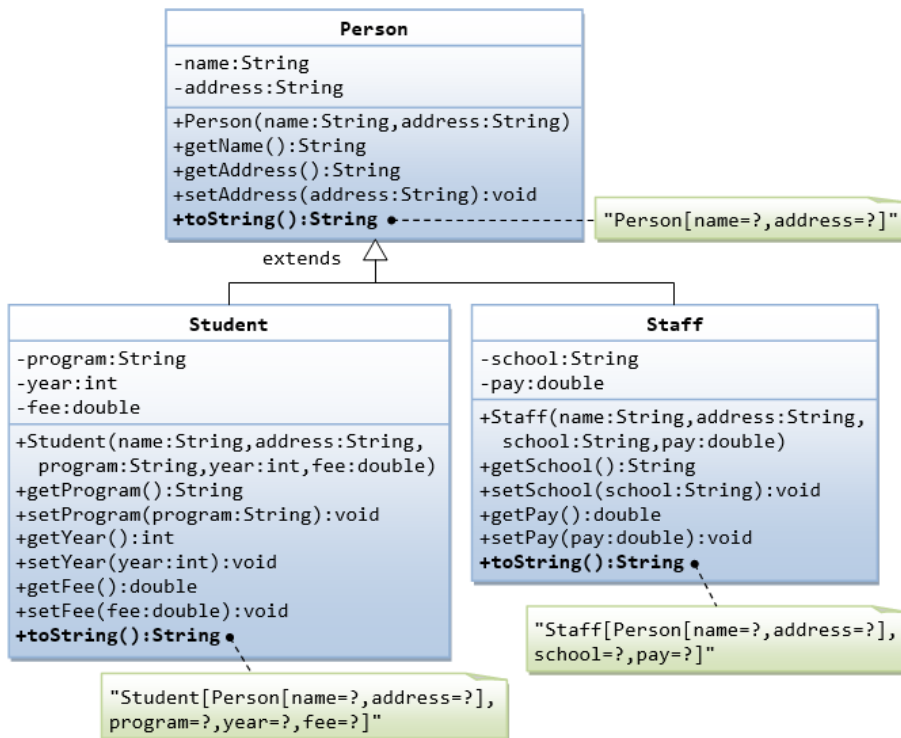 Person
-name:String
-address:String
+Person(name:String,address:String)
+getName():String
+getAddress():String
+setAddress(address:String):void
+toString():String
"Person[name=?,address=?]"
extends
Student
-program:String
-year:int
-fee:double
+Student(name:String,address:String,
program:String,year:int,fee:double)
+getProgram():String
+setProgram(program:String):void
+getYear():int
+setYear(year:int):void
+getFee():double
+setFee(fee:double):void
+toString():String
"Student[Person[name=?,address=?],
program=?,year=?,fee=?]"
Staff
-school:String
-pay:double
+Staff(name:String,address:String,
school:String,pay:double)
+getSchool():String
+setSchool(school:String):void
+getPay():double
+setPay(pay:double):void
+toString():String
"Staff[Person[name=?,address=?],
school=?,pay=?]"